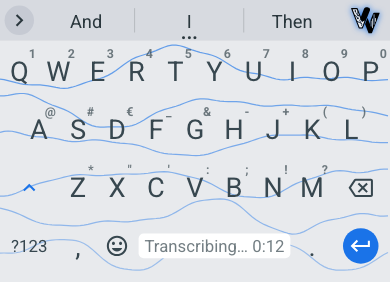 And I Then
1 2 3 4 5 6 7 8 9 0
Q W E R T Y U I O P
@ # € _ & - + ( )
A S D F G H J K L
* " ' : ; ! ?
Z X C V B N M
?123 , Transcribing... 0:12 .